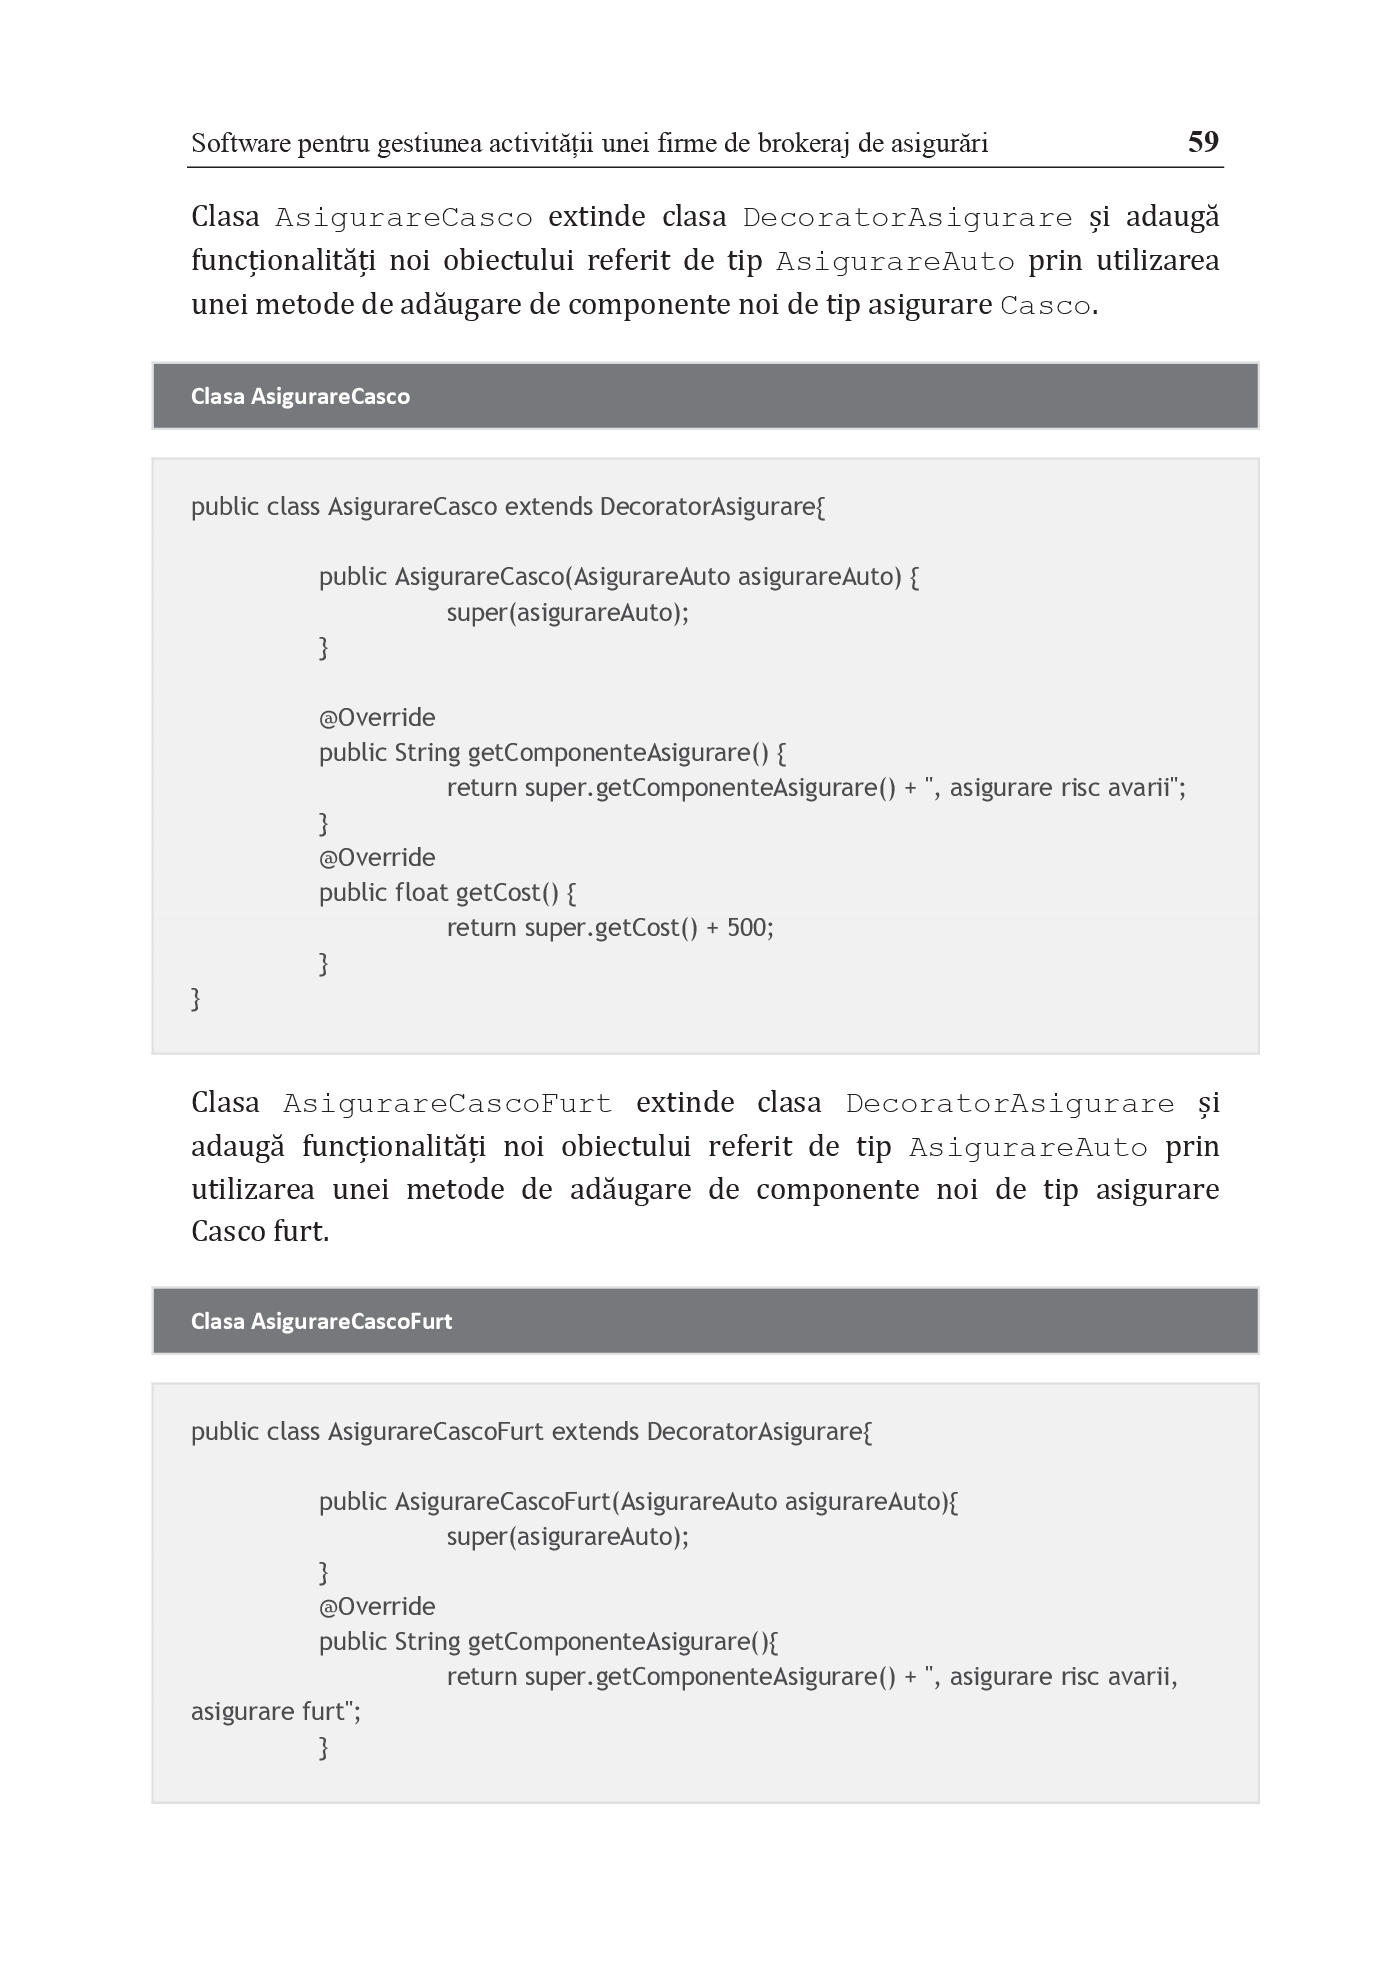 Software pentru gestiunea activității unei firme de brokeraj de asigurări 59
Clasa AsigurareCasco extinde clasa DecoratorAsigurare și adaugă
funcționalități noi obiectului referit de tip AsigurareAuto prin utilizarea
unei metode de adăugare de componente noi de tip asigurare Casco.
Clasa AsigurareCasco
public class AsigurareCasco extends DecoratorAsigurare{
public AsigurareCasco(AsigurareAuto asigurareAuto) {
super(asigurareAuto);
}
@Override
public String getComponenteAsigurare() {
return super.getComponenteAsigurare() + ", asigurare risc avarii";
}
@Override
public float getCost() {
return super.getCost() + 500;
}
}
Clasa AsigurareCascoFurt extinde clasa DecoratorAsigurare și
adaugă funcționalități noi obiectului referit de tip AsigurareAuto prin
utilizarea unei metode de adăugare de componente noi de tip asigurare
Casco furt.
Clasa AsigurareCascoFurt
public class AsigurareCascoFurt extends DecoratorAsigurare{
public AsigurareCascoFurt(AsigurareAuto asigurareAuto){
super(asigurareAuto);
}
@Override
public String getComponenteAsigurare(){
return super.getComponenteAsigurare() + ", asigurare risc avarii,
asigurare furt";
}